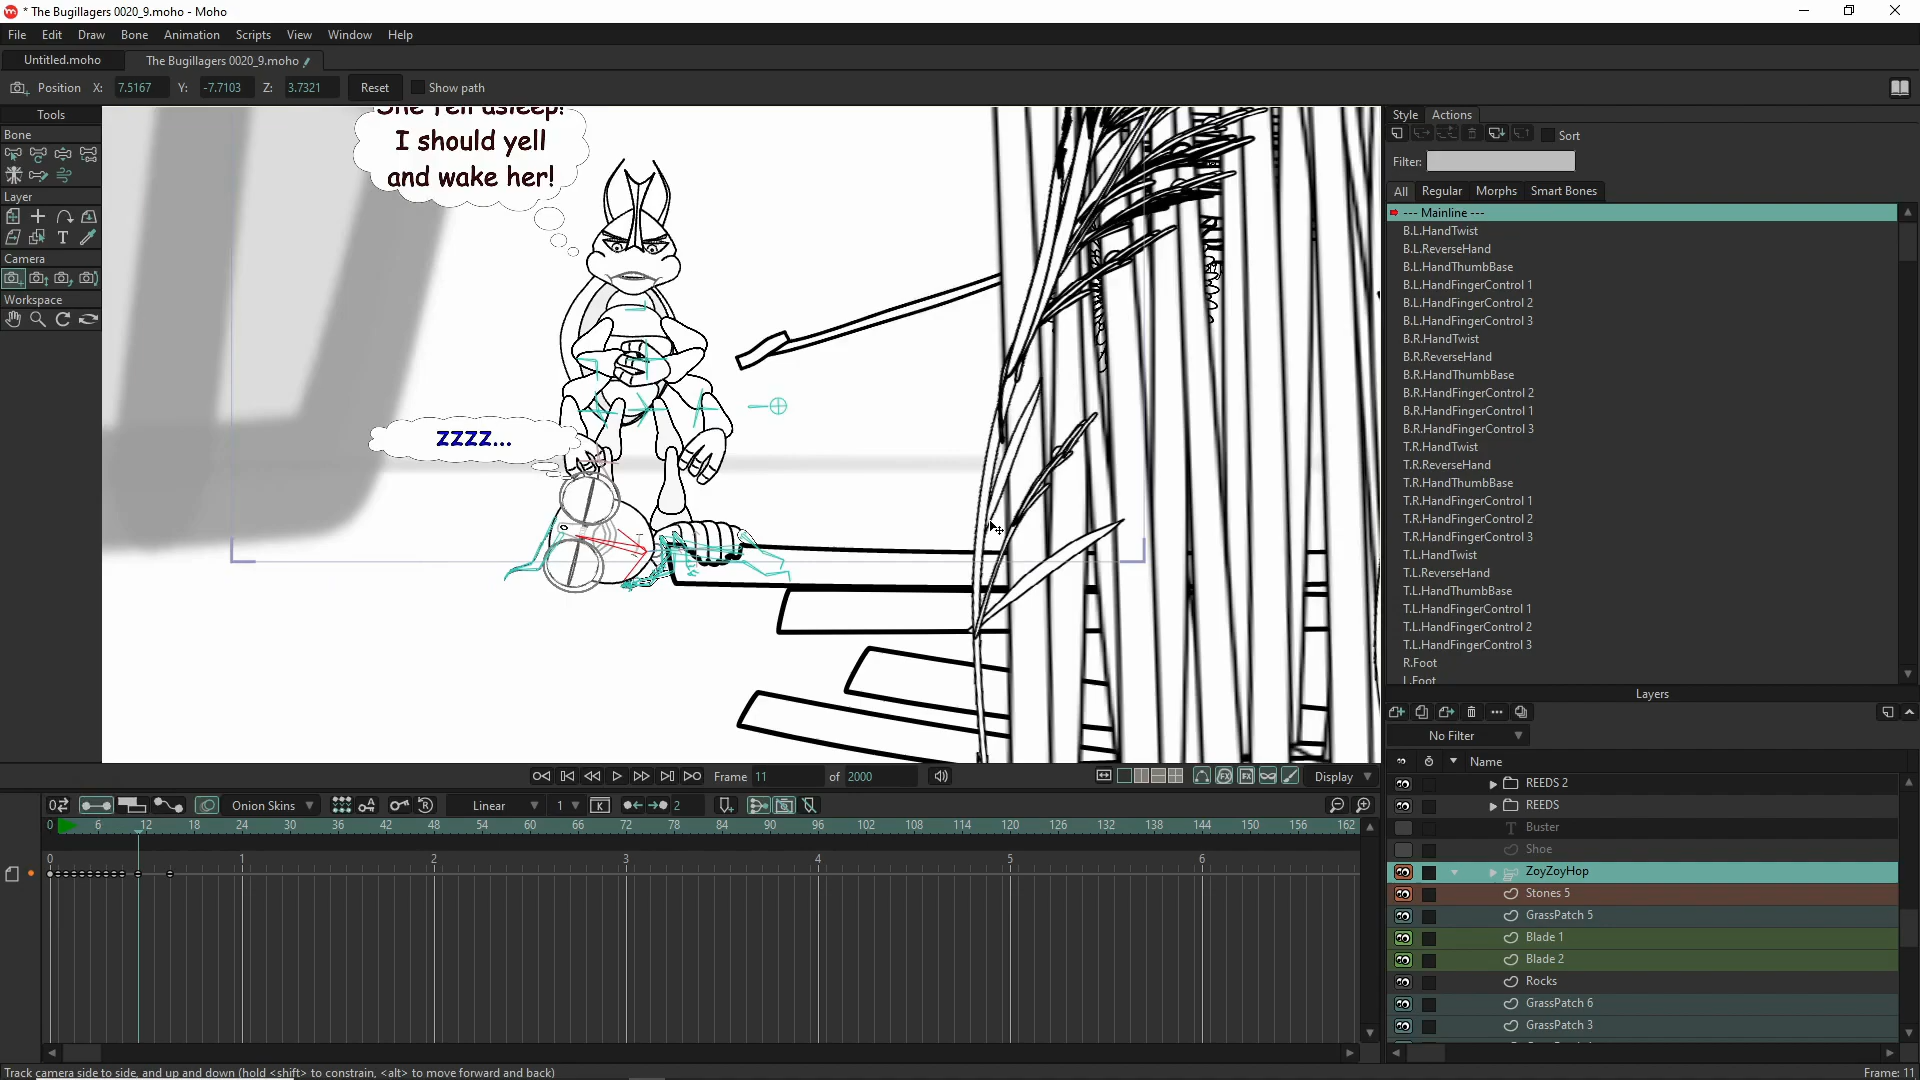 * The Bugillagers 0020_9.moho - Moho
File Edit Draw Bone Animation Scripts View Window Help
Untitled.moho The Bugillagers 0020_9.moho
Position X: 7.5167 Y: -7.7103 Z: 3.7321 Reset Show path
Tools
Bone
Layer
Camera
Workspace
She fell asleep!
I should yell
and wake her!
zzzz...
Style Actions
Sort
Filter:
All Regular Morphs Smart Bones
--- Mainline ---
B.L.HandTwist
B.L.ReverseHand
B.L.HandThumbBase
B.L.HandFingerControl 1
B.L.HandFingerControl 2
B.L.HandFingerControl 3
B.R.HandTwist
B.R.ReverseHand
B.R.HandThumbBase
B.R.HandFingerControl 2
B.R.HandFingerControl 1
B.R.HandFingerControl 3
T.R.HandTwist
T.R.ReverseHand
T.R.HandThumbBase
T.R.HandFingerControl 1
T.R.HandFingerControl 2
T.R.HandFingerControl 3
T.L.HandTwist
T.L.ReverseHand
T.L.HandThumbBase
T.L.HandFingerControl 1
T.L.HandFingerControl 2
T.L.HandFingerControl 3
R.Foot
L.Foot
Layers
No Filter
Name
REEDS 2
REEDS
Buster
Shoe
ZoyZoyHop
Stones 5
GrassPatch 5
Blade 1
Blade 2
Rocks
GrassPatch 6
GrassPatch 3
Frame 11 of 2000 Display
Onion Skins Linear 1 2
0 6 12 18 24 30 36 42 48 54 60 66 72 78 84 90 96 102 108 114 120 126 132 138 144 150 156 162
0 1 2 3 4 5 6
Track camera side to side, and up and down (hold <shift> to constrain, <alt> to move forward and back) Frame: 11